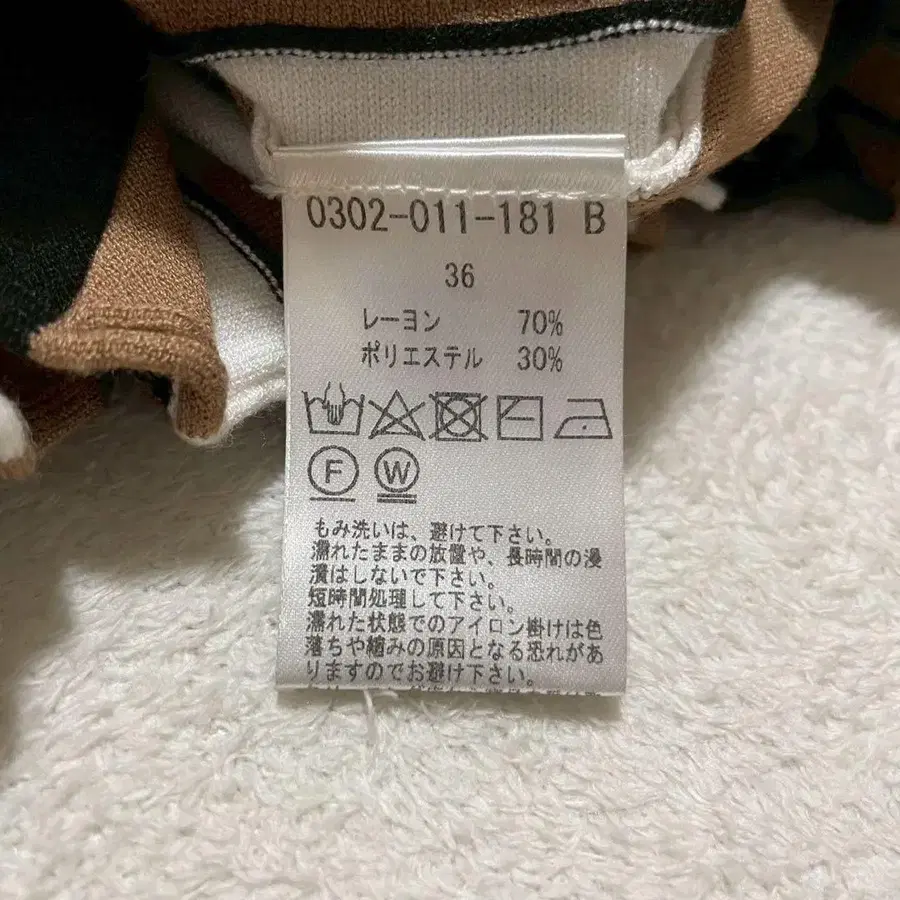 0302-011-181 B
36
レーヨン 70%
ポリエステル 30%
F W
もみ洗いは、避けて下さい。
濡れたままの放置や、長時間の浸
漬はしないで下さい。
短時間処理して下さい。
濡れた状態でのアイロン掛けは色
落ちや縮みの原因となる恐れがあ
りますのでお避け下さい。